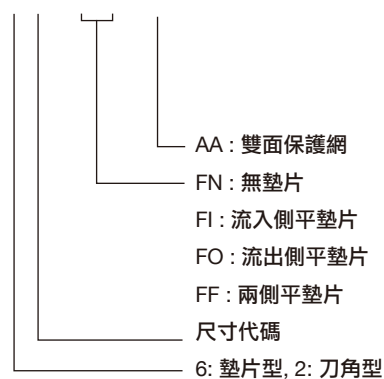 AA : 雙面保護網
FN : 無墊片
FI : 流入側平墊片
FO : 流出側平墊片
FF : 兩側平墊片
尺寸代碼
6: 墊片型, 2: 刀角型